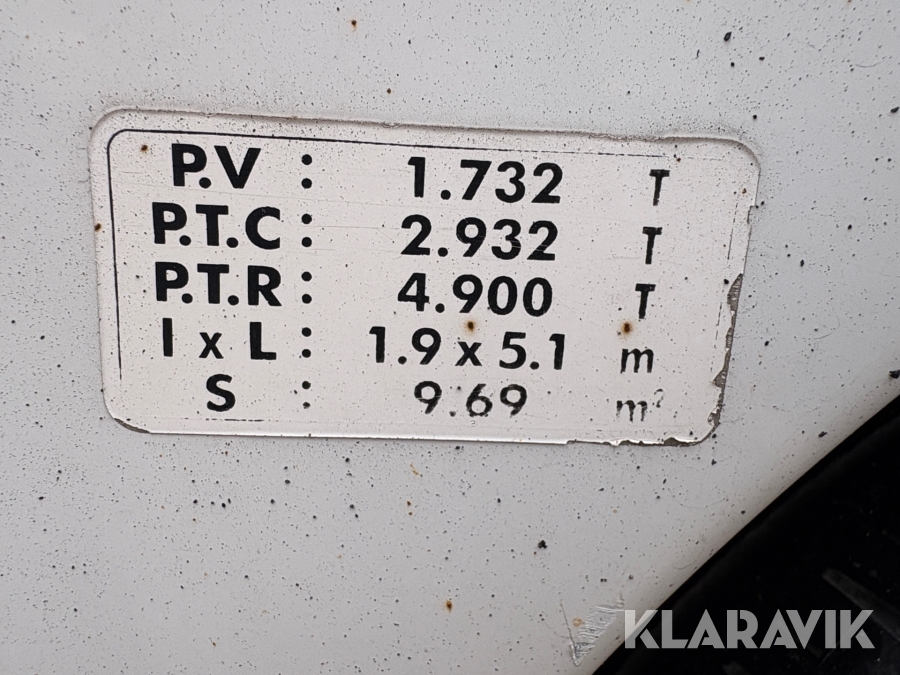 P.V : 1.732 T
P.T.C : 2.932 T
P.T.R : 4.900 T
l x L : 1.9 x 5.1 m
S : 9.69 m²
KLARAVIK